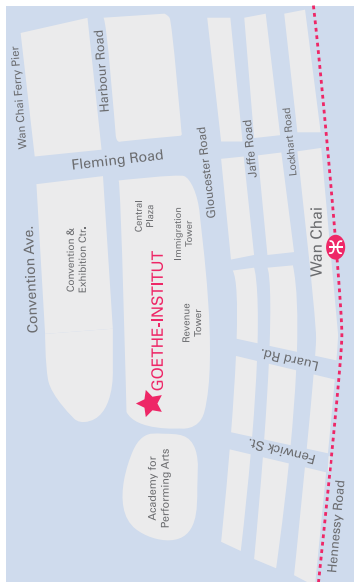 Wan Chai Ferry Pier
Harbour Road
Fleming Road
Gloucester Road
Jaffe Road
Lockhart Road
Convention Ave.
Convention &
Exhibition Ctr.
Central
Plaza
Immigration
Tower
Revenue
Tower
GOETHE-INSTITUT
Wan Chai
Luard Rd.
Fenwick St.
Academy for
Performing Arts
Hennessy Road